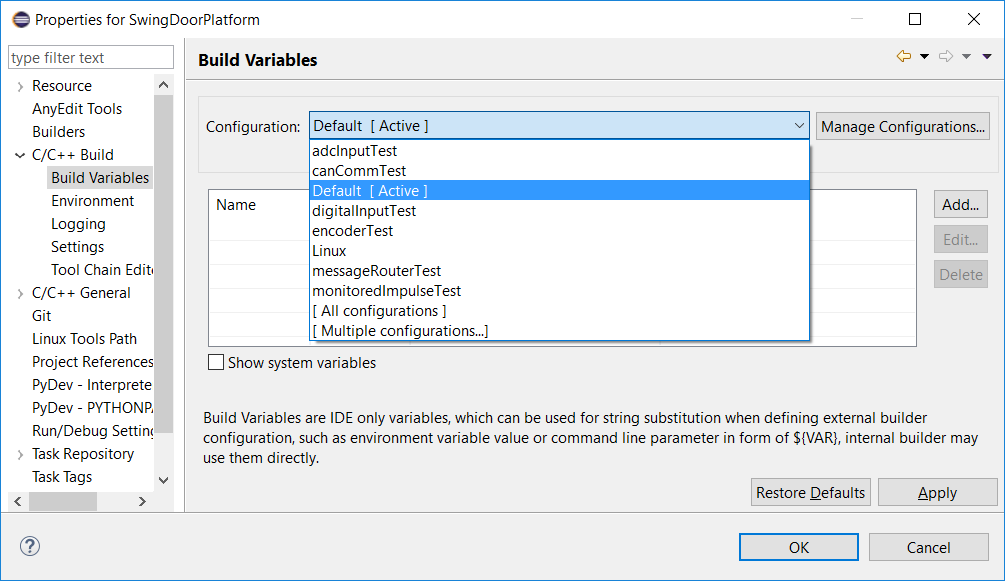 Properties for SwingDoorPlatform
type filter text
Build Variables
Resource
AnyEdit Tools
Builders
C/C++ Build
Build Variables
Environment
Logging
Settings
Tool Chain Edit
C/C++ General
Git
Linux Tools Path
Project References
PyDev - Interprete
PyDev - PYTHONP
Run/Debug Setting
Task Repository
Task Tags
Configuration: Default [ Active ] Manage Configurations...
adcInputTest
canCommTest
Default [ Active ]
digitalInputTest
encoderTest
Linux
messageRouterTest
monitoredImpulseTest
[ All configurations ]
[ Multiple configurations...]
Name
Add...
Edit...
Delete
Show system variables
Build Variables are IDE only variables, which can be used for string substitution when defining external builder
configuration, such as environment variable value or command line parameter in form of ${VAR}, internal builder may
use them directly.
Restore Defaults Apply
? OK Cancel